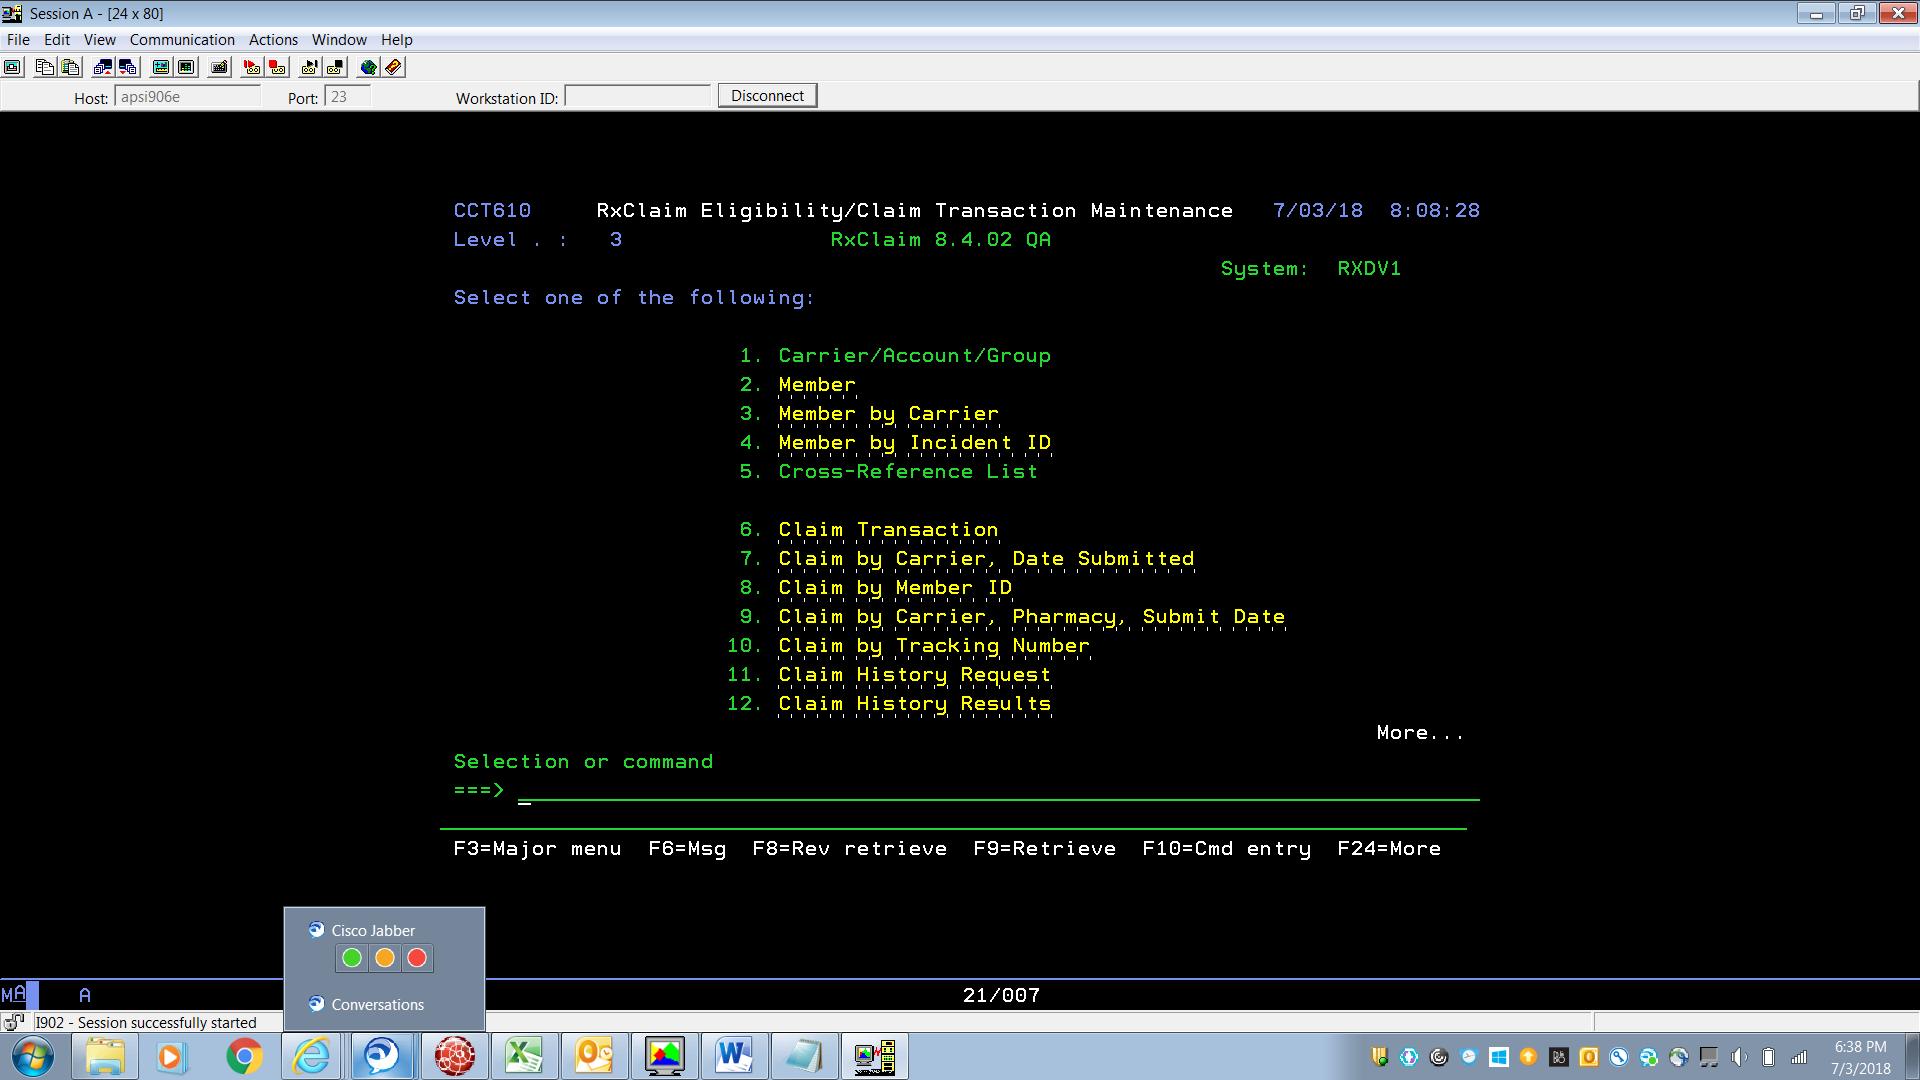 Session A - [24 x 80]
File Edit View Communication Actions Window Help
Host: apsi906e Port: 23 Workstation ID: Disconnect
CCT610 RxClaim Eligibility/Claim Transaction Maintenance 7/03/18 8:08:28
Level . : 3 RxClaim 8.4.02 QA
System: RXDV1
Select one of the following:
1. Carrier/Account/Group
2. Member
3. Member by Carrier
4. Member by Incident ID
5. Cross-Reference List
6. Claim Transaction
7. Claim by Carrier, Date Submitted
8. Claim by Member ID
9. Claim by Carrier, Pharmacy, Submit Date
10. Claim by Tracking Number
11. Claim History Request
12. Claim History Results
More...
Selection or command
===> _
F3=Major menu F6=Msg F8=Rev retrieve F9=Retrieve F10=Cmd entry F24=More
Cisco Jabber
Conversations
MA A 21/007
I902 - Session successfully started
6:38 PM
7/3/2018